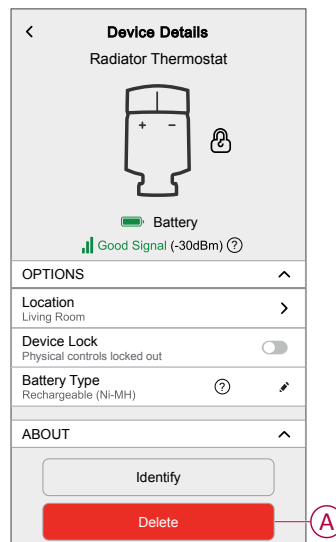 Device Details
Radiator Thermostat
+ -
Battery
Good Signal (-30dBm) ?
OPTIONS
Location
Living Room
Device Lock
Physical controls locked out
Battery Type ?
Rechargeable (Ni-MH)
ABOUT
Identify
Delete A